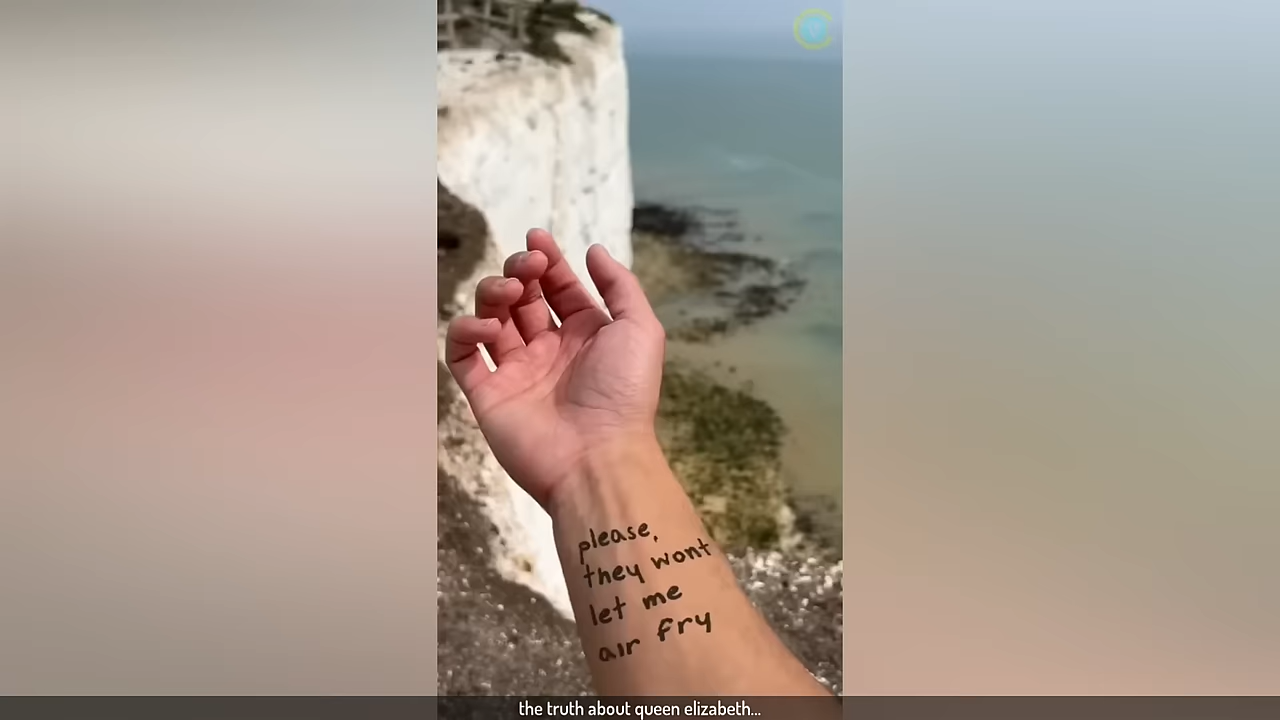 please,
they wont
let me
air fry
the truth about queen elizabeth...